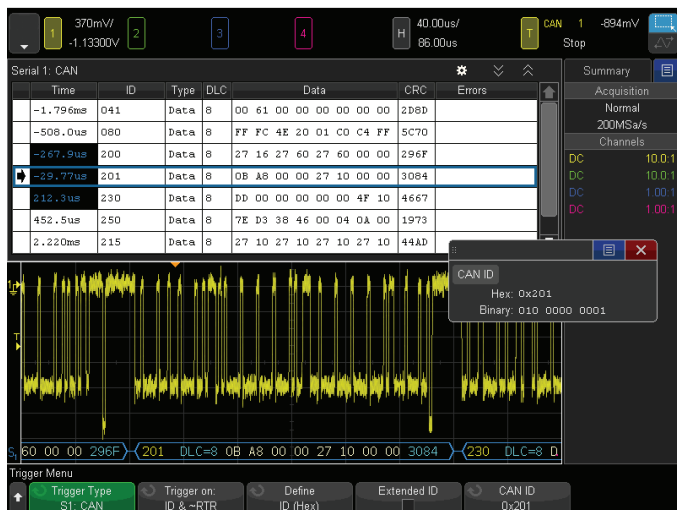 370mV/ 40.00us/ CAN 1 -894mV
1 2 3 4 H T
-1.13300V 86.00us Stop
Serial 1: CAN Summary
Time ID Type DLC Data CRC Errors
-1.796ms 041 Data 8 00 61 00 00 00 00 00 00 2D8D
-508.0us 080 Data 8 FF FC 4E 20 01 C0 C4 FF 5C70
-267.9us 200 Data 8 27 16 27 60 27 60 00 00 296F
-29.77us 201 Data 8 0B A8 00 00 27 10 00 00 3084
212.3us 230 Data 8 DD 00 00 00 00 00 4F 10 4667
452.5us 250 Data 8 7E D3 38 46 00 04 0A 00 1973
2.220ms 215 Data 8 27 10 27 10 27 10 27 10 44AD
Acquisition
Normal
200MSa/s
Channels
DC 10.0:1
DC 10.0:1
DC 1.00:1
DC 1.00:1
CAN ID
Hex: 0x201
Binary: 010 0000 0001
1
T
S1 60 00 00 296F 201 DLC=8 0B A8 00 00 27 10 00 00 3084 230 DLC=8 D
Trigger Menu
Trigger Type Trigger on: Define Extended ID CAN ID
S1: CAN ID & ~RTR ID (Hex) 0x201